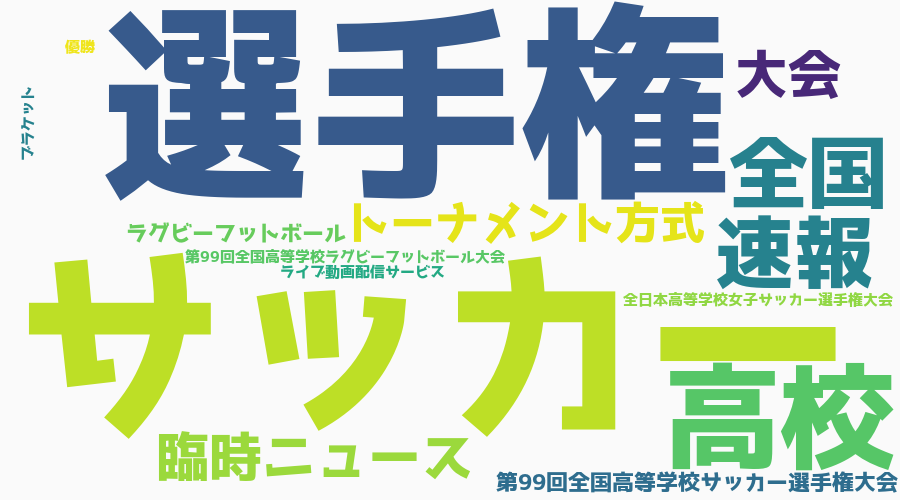 優勝
選手権
大会
ブラケット
全国
速報
トーナメント方式
ラグビーフットボール
第99回全国高等学校ラグビーフットボール大会
ライブ動画配信サービス
全日本高等学校女子サッカー選手権大会
サッカー
高校
臨時ニュース
第99回全国高等学校サッカー選手権大会